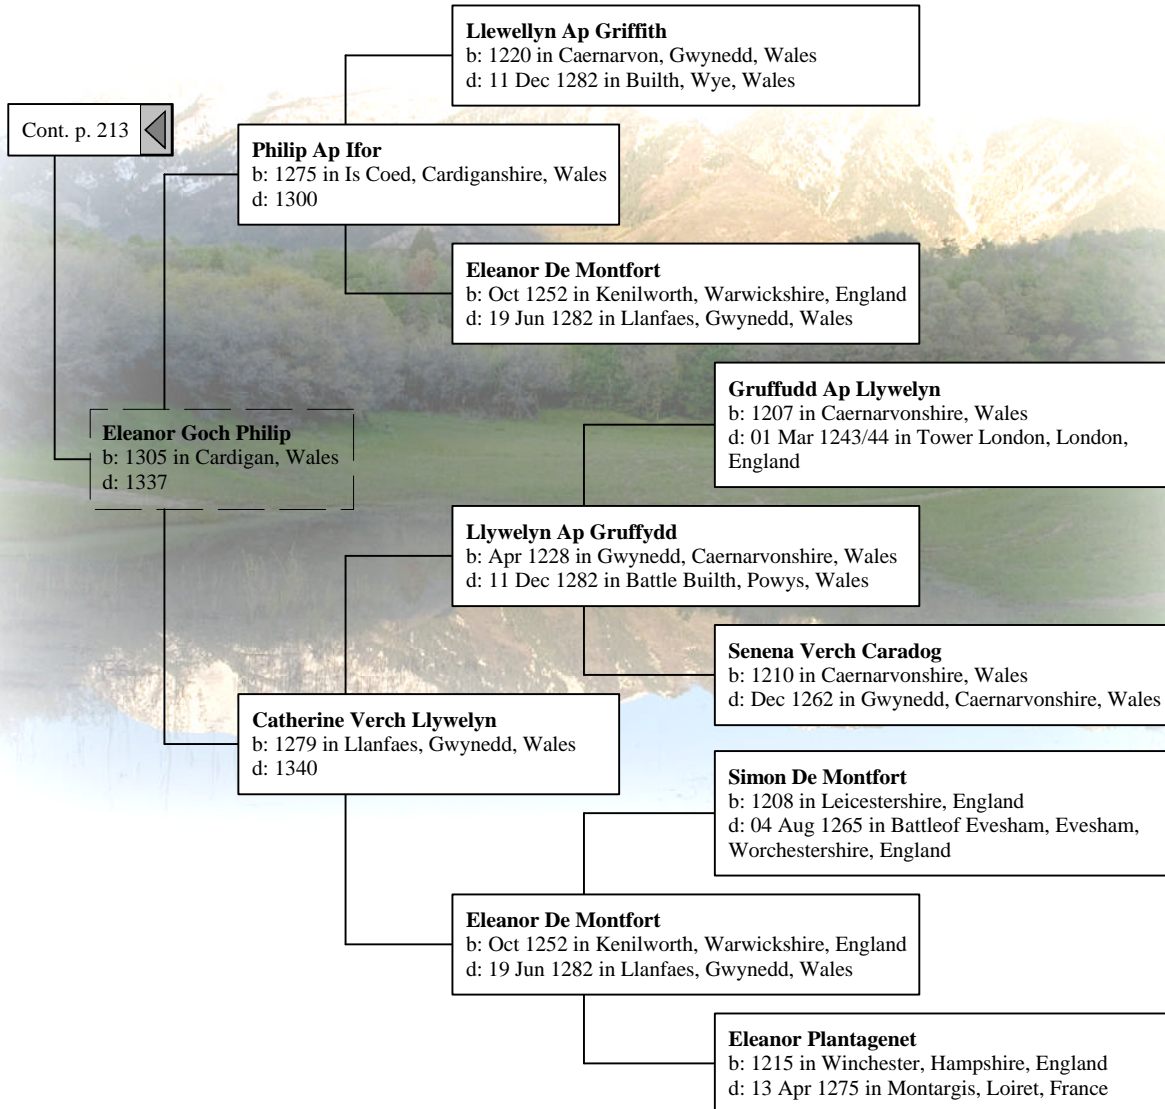 Llewellyn Ap Griffith
b: 1220 in Caernarvon, Gwynedd, Wales
d: 11 Dec 1282 in Builth, Wye, Wales
Cont. p. 213
Philip Ap Ifor
b: 1275 in Is Coed, Cardiganshire, Wales
d: 1300
Eleanor De Montfort
b: Oct 1252 in Kenilworth, Warwickshire, England
d: 19 Jun 1282 in Llanfaes, Gwynedd, Wales
Gruffudd Ap Llywelyn
b: 1207 in Caernarvonshire, Wales
d: 01 Mar 1243/44 in Tower London, London,
England
Eleanor Goch Philip
b: 1305 in Cardigan, Wales
d: 1337
Llywelyn Ap Gruffydd
b: Apr 1228 in Gwynedd, Caernarvonshire, Wales
d: 11 Dec 1282 in Battle Builth, Powys, Wales
Senena Verch Caradog
b: 1210 in Caernarvonshire, Wales
d: Dec 1262 in Gwynedd, Caernarvonshire, Wales
Catherine Verch Llywelyn
b: 1279 in Llanfaes, Gwynedd, Wales
d: 1340
Simon De Montfort
b: 1208 in Leicestershire, England
d: 04 Aug 1265 in Battleof Evesham, Evesham,
Worchestershire, England
Eleanor De Montfort
b: Oct 1252 in Kenilworth, Warwickshire, England
d: 19 Jun 1282 in Llanfaes, Gwynedd, Wales
Eleanor Plantagenet
b: 1215 in Winchester, Hampshire, England
d: 13 Apr 1275 in Montargis, Loiret, France